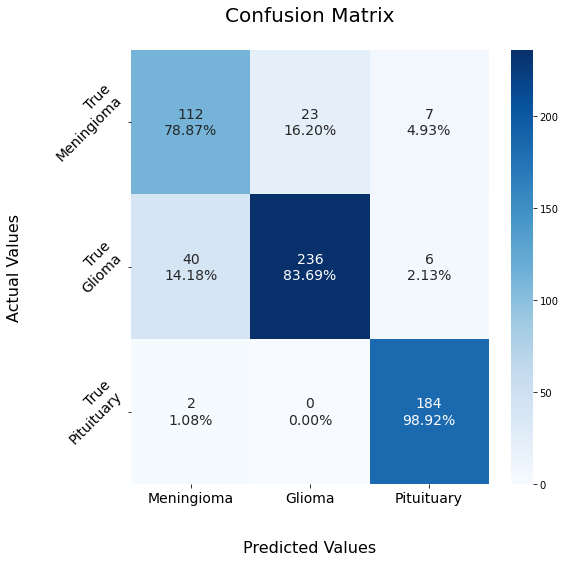 Confusion Matrix
Actual Values
True
Meningioma
112
78.87%
23
16.20%
7
4.93%
True
Glioma
40
14.18%
236
83.69%
6
2.13%
True
Pituituary
2
1.08%
0
0.00%
184
98.92%
Meningioma
Glioma
Pituituary
Predicted Values
200
150
100
50
0